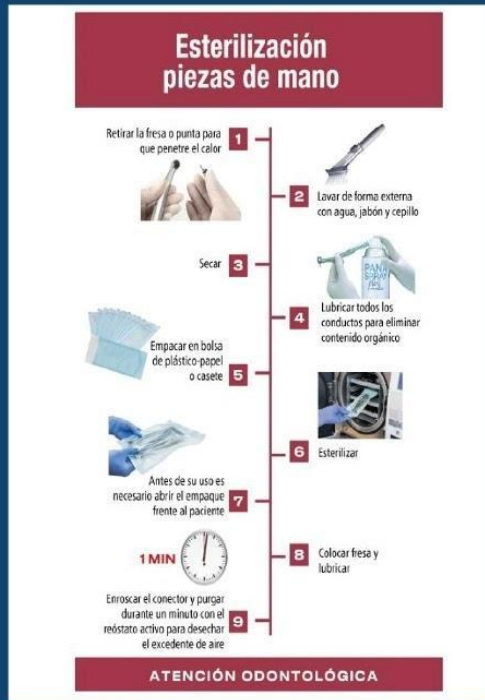 Esterilización
piezas de mano
Retirar la fresa o punta para
que penetre el calor
1
2
Lavar de forma externa
con agua, jabón y cepillo
Secar
3
PANA
SPRAY
4
Lubricar todos los
conductos para eliminar
contenido orgánico
Empacar en bolsa
de plástico-papel
o casete
5
6
Esterilizar
Antes de su uso es
necesario abrir el empaque
frente al paciente
7
1 MIN
8
Colocar fresa y
lubricar
Enroscar el conector y purgar
durante un minuto con el
reóstato activo para desechar
el excedente de aire
9
ATENCIÓN ODONTOLÓGICA